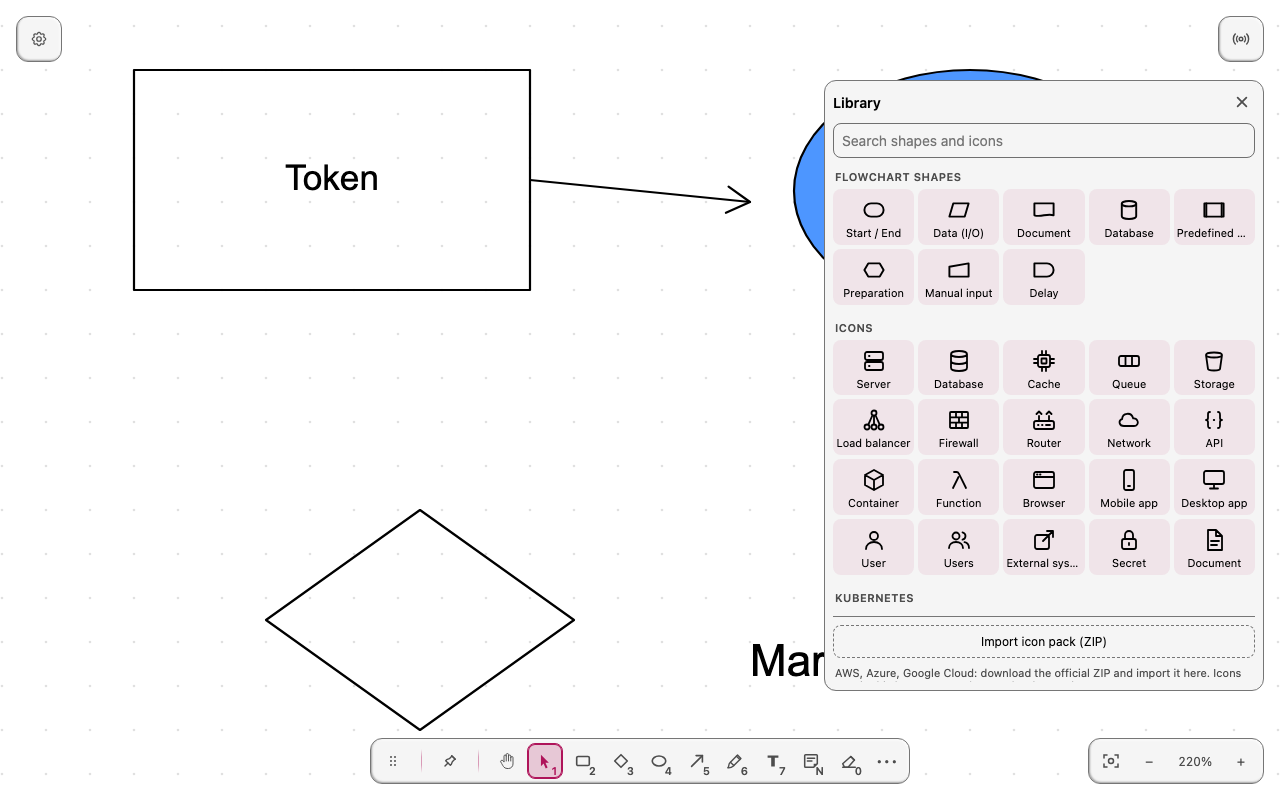 Token
Library
Search shapes and icons
FLOWCHART SHAPES
Start / End
Data (I/O)
Document
Database
Predefined ...
Preparation
Manual input
Delay
ICONS
Server
Database
Cache
Queue
Storage
Load balancer
Firewall
Router
Network
API
Container
Function
Browser
Mobile app
Desktop app
User
Users
External sys...
Secret
Document
KUBERNETES
Import icon pack (ZIP)
AWS, Azure, Google Cloud: download the official ZIP and import it here. Icons
1
2
3
4
5
6
T 7
N
0
220%